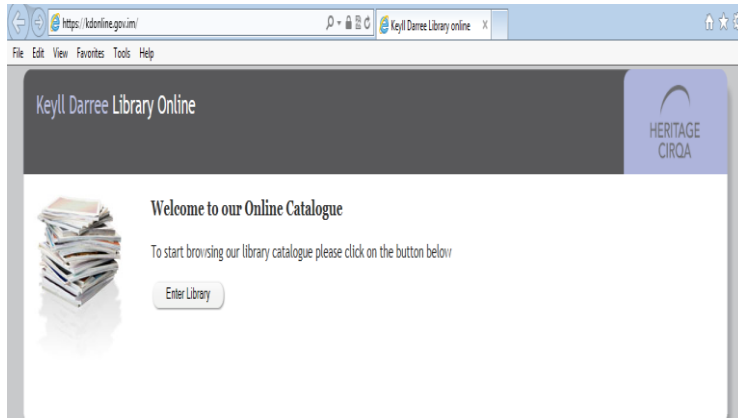 https://kdonline.gov.im/
Keyll Darree Library online
File Edit View Favorites Tools Help
Keyll Darree Library Online
HERITAGE
CIRQA
Welcome to our Online Catalogue
To start browsing our library catalogue please click on the button below
Enter Library